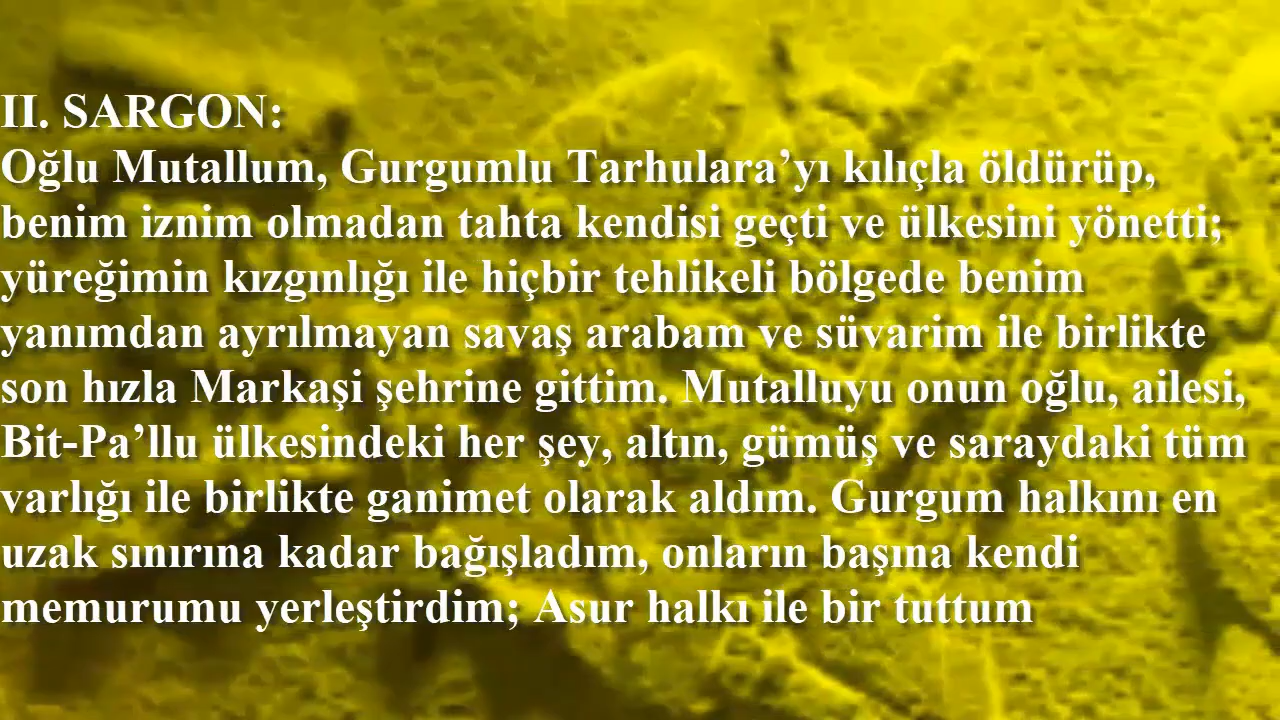 II. SARGON:
Oğlu Mutallum, Gurgumlu Tarhulara’yı kılıçla öldürüp,
benim iznim olmadan tahta kendisi geçti ve ülkesini yönetti;
yüreğimin kızgınlığı ile hiçbir tehlikeli bölgede benim
yanımdan ayrılmayan savaş arabam ve süvarim ile birlikte
son hızla Markaşi şehrine gittim. Mutalluyu onun oğlu, ailesi,
Bit-Pa’llu ülkesindeki her şey, altın, gümüş ve saraydaki tüm
varlığı ile birlikte ganimet olarak aldım. Gurgum halkını en
uzak sınırına kadar bağışladım, onların başına kendi
memurumu yerleştirdim; Asur halkı ile bir tuttum